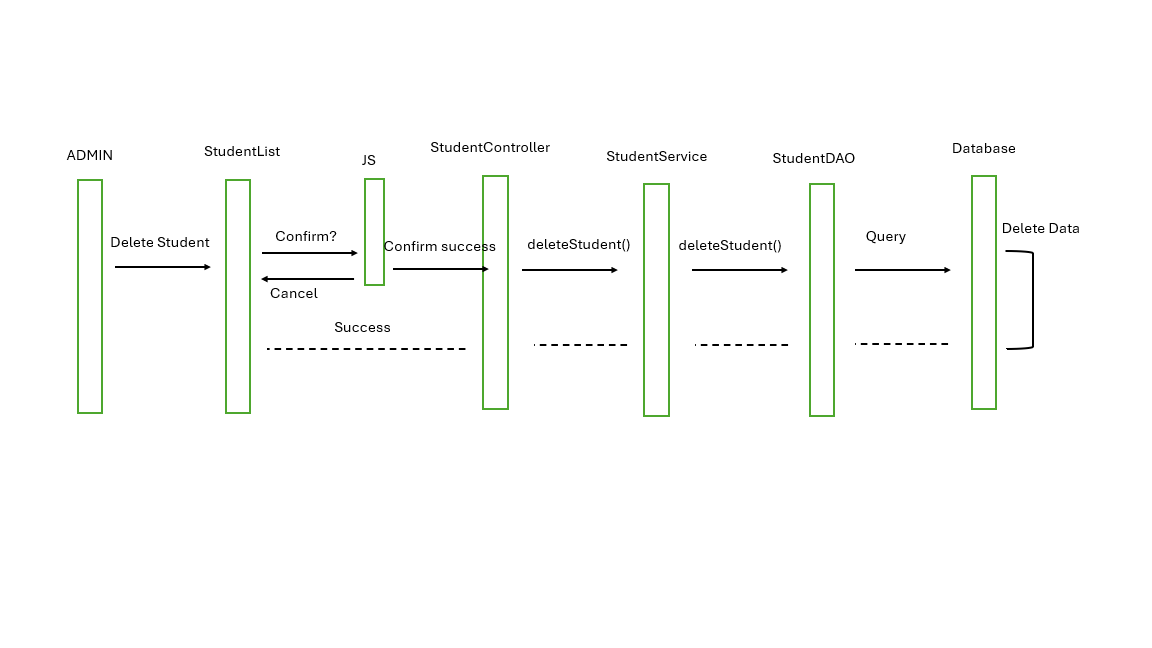 ADMIN
StudentList
JS
StudentController
StudentService
StudentDAO
Database
Delete Student
Confirm?
Cancel
Confirm success
deleteStudent()
deleteStudent()
Query
Delete Data
Success